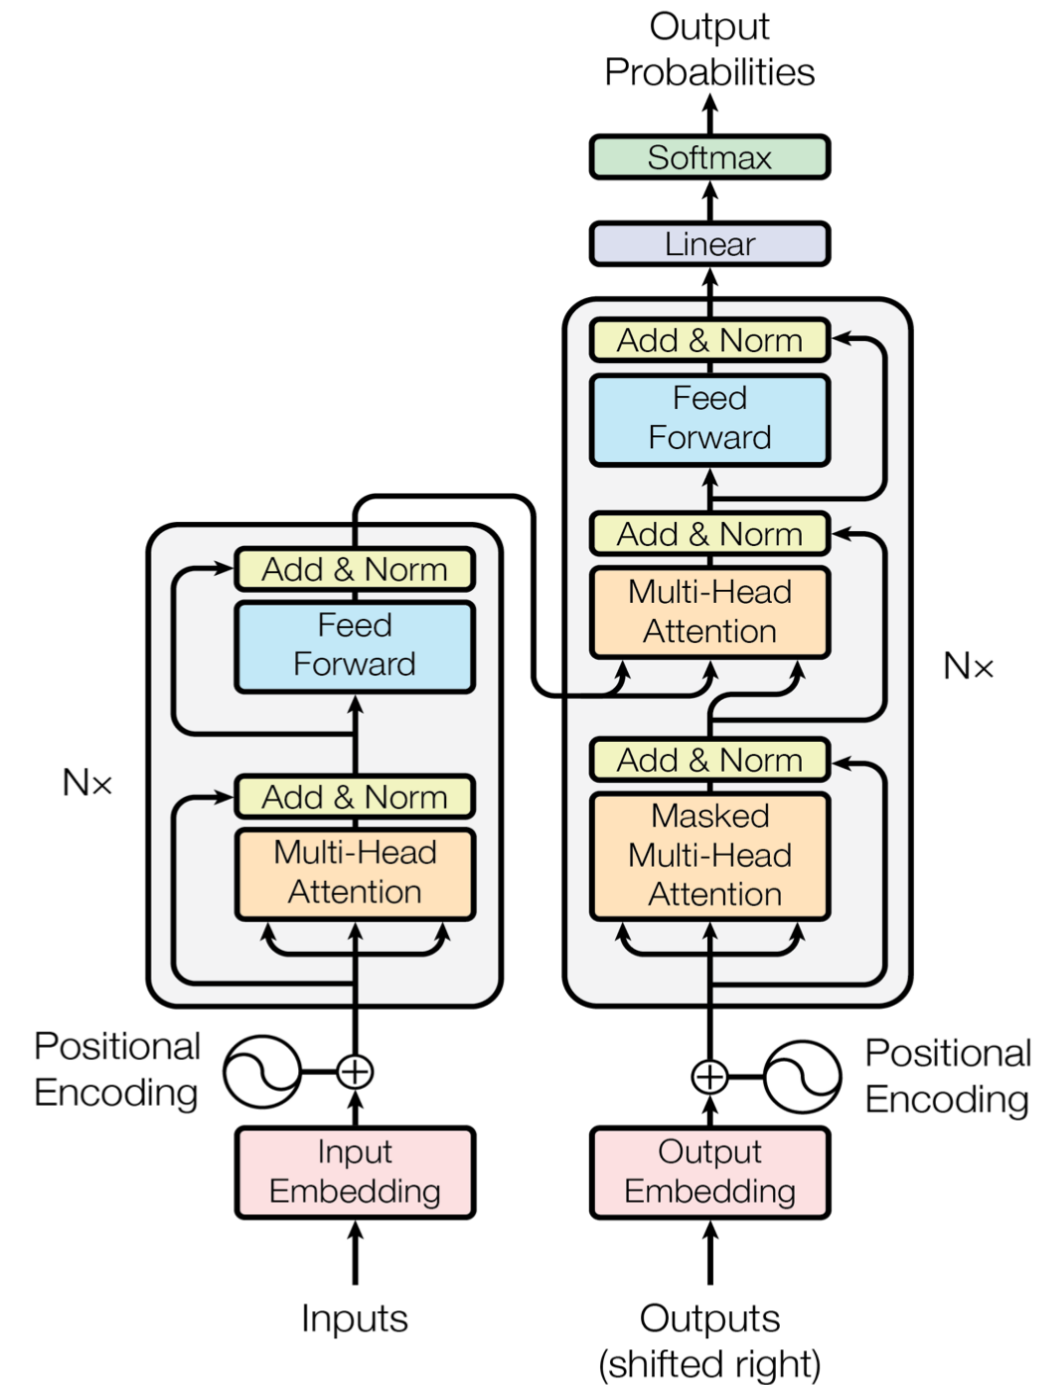 Output
Probabilities
Softmax
Linear
Add & Norm
Feed
Forward
Add & Norm
Multi-Head
Attention
Add & Norm
Masked
Multi-Head
Attention
N×
Add & Norm
Feed
Forward
Add & Norm
Multi-Head
Attention
N×
Positional
Encoding
Positional
Encoding
Input
Embedding
Output
Embedding
Inputs
Outputs
(shifted right)